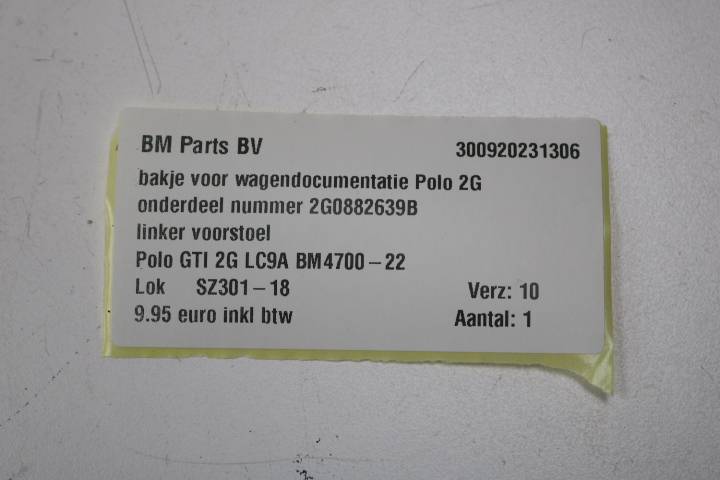 BM Parts BV 300920231306
bakje voor wagendocumentatie Polo 2G
onderdeel nummer 2G0882639B
linker voorstoel
Polo GTI 2G LC9A BM4700-22
Lok SZ301-18 Verz: 10
9.95 euro inkl btw Aantal: 1